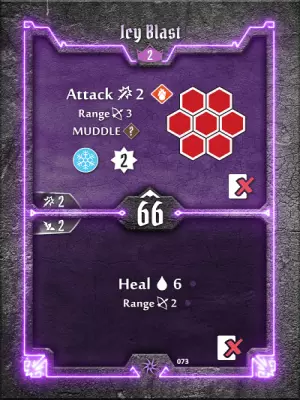 Icy Blast
2
Attack 2
Range 3
MUDDLE ?
2
2
66
2
Heal 6
Range 2
073